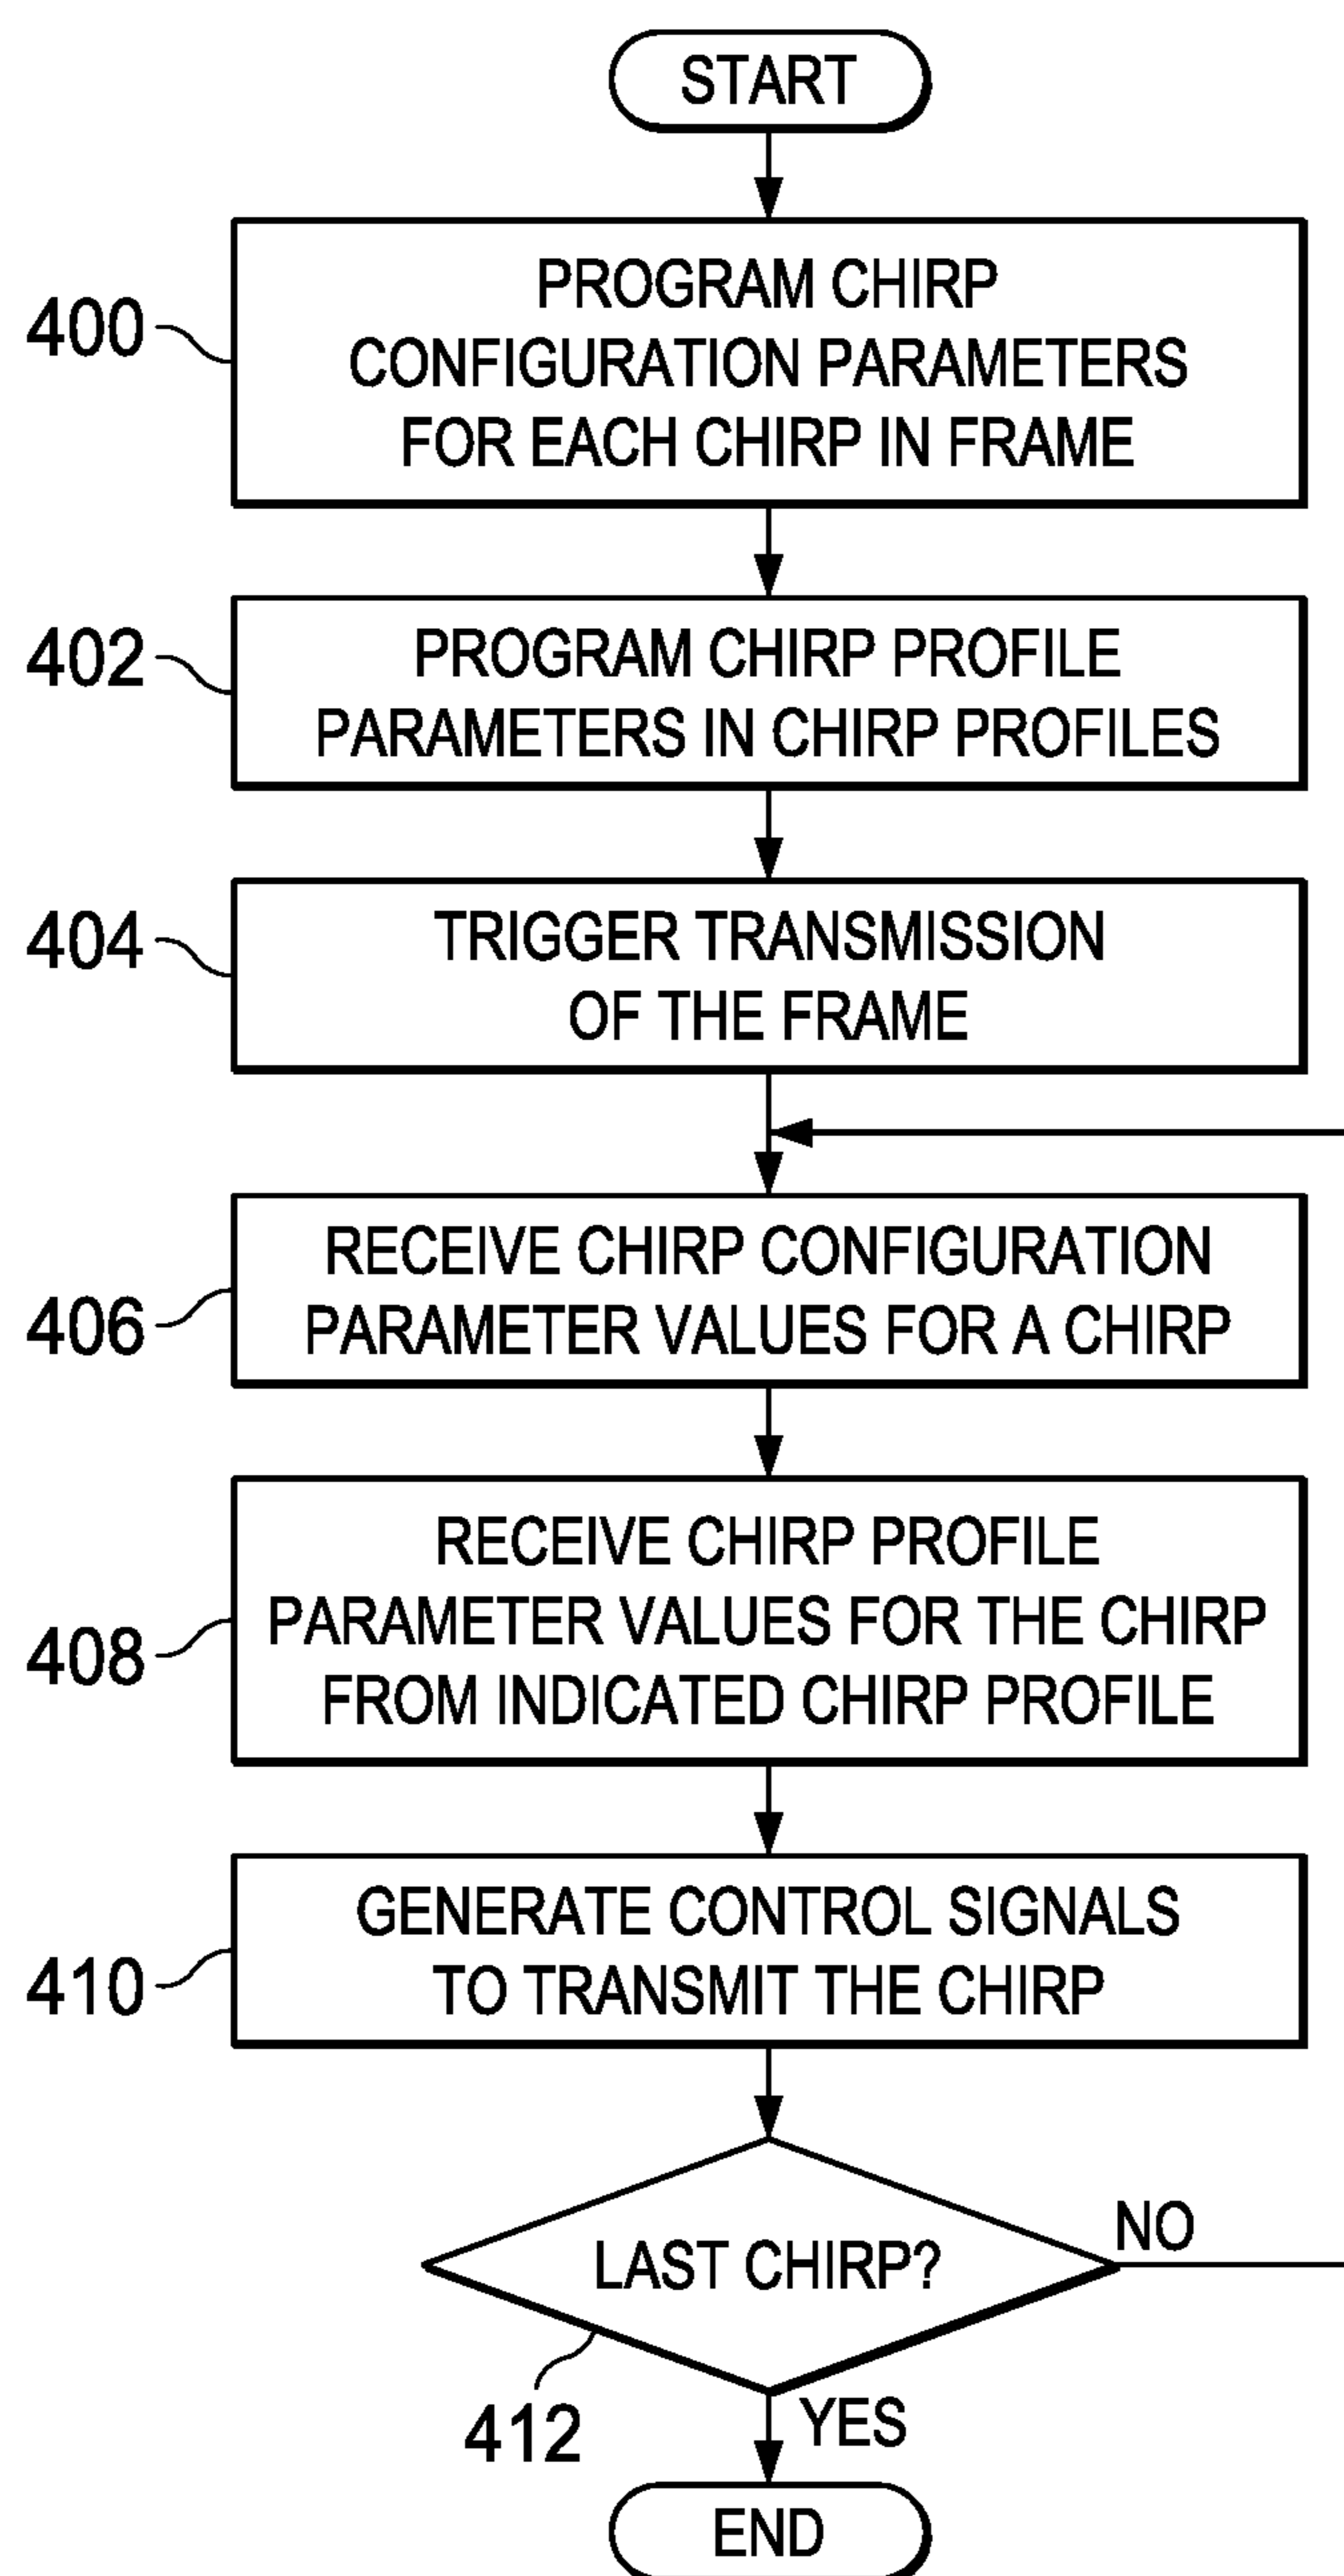 START
400
PROGRAM CHIRP
CONFIGURATION PARAMETERS
FOR EACH CHIRP IN FRAME
402
PROGRAM CHIRP PROFILE
PARAMETERS IN CHIRP PROFILES
404
TRIGGER TRANSMISSION
OF THE FRAME
406
RECEIVE CHIRP CONFIGURATION
PARAMETER VALUES FOR A CHIRP
408
RECEIVE CHIRP PROFILE
PARAMETER VALUES FOR THE CHIRP
FROM INDICATED CHIRP PROFILE
410
GENERATE CONTROL SIGNALS
TO TRANSMIT THE CHIRP
LAST CHIRP?
NO
412
YES
END